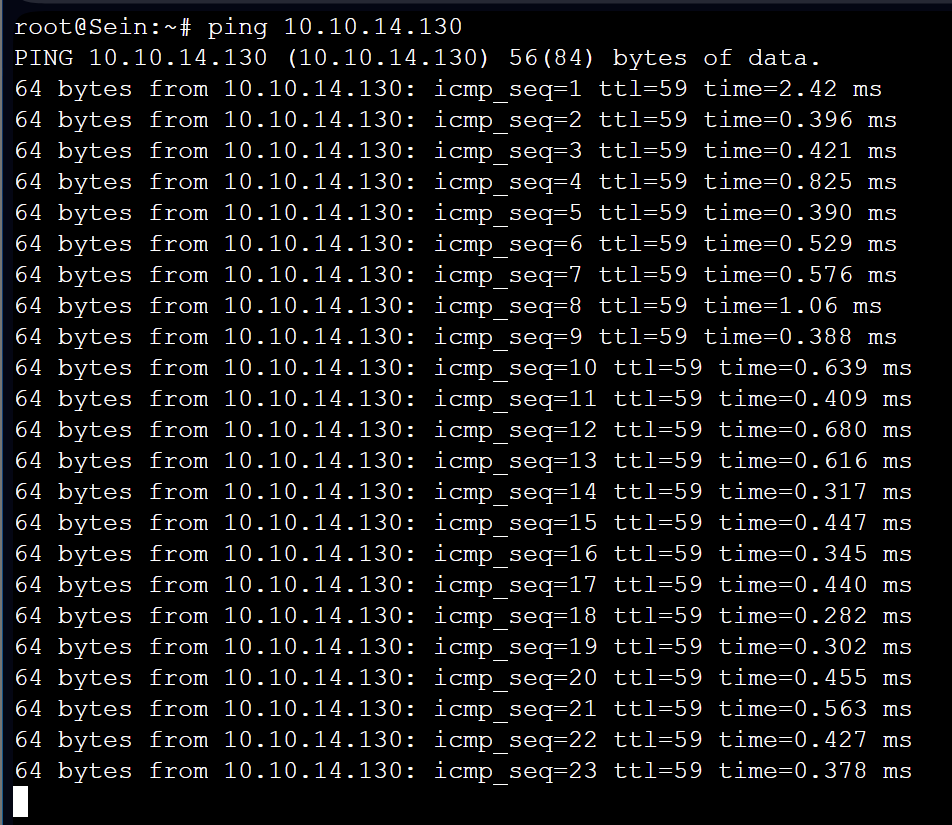 root@Sein:~# ping 10.10.14.130
PING 10.10.14.130 (10.10.14.130) 56(84) bytes of data.
64 bytes from 10.10.14.130: icmp_seq=1 ttl=59 time=2.42 ms
64 bytes from 10.10.14.130: icmp_seq=2 ttl=59 time=0.396 ms
64 bytes from 10.10.14.130: icmp_seq=3 ttl=59 time=0.421 ms
64 bytes from 10.10.14.130: icmp_seq=4 ttl=59 time=0.825 ms
64 bytes from 10.10.14.130: icmp_seq=5 ttl=59 time=0.390 ms
64 bytes from 10.10.14.130: icmp_seq=6 ttl=59 time=0.529 ms
64 bytes from 10.10.14.130: icmp_seq=7 ttl=59 time=0.576 ms
64 bytes from 10.10.14.130: icmp_seq=8 ttl=59 time=1.06 ms
64 bytes from 10.10.14.130: icmp_seq=9 ttl=59 time=0.388 ms
64 bytes from 10.10.14.130: icmp_seq=10 ttl=59 time=0.639 ms
64 bytes from 10.10.14.130: icmp_seq=11 ttl=59 time=0.409 ms
64 bytes from 10.10.14.130: icmp_seq=12 ttl=59 time=0.680 ms
64 bytes from 10.10.14.130: icmp_seq=13 ttl=59 time=0.616 ms
64 bytes from 10.10.14.130: icmp_seq=14 ttl=59 time=0.317 ms
64 bytes from 10.10.14.130: icmp_seq=15 ttl=59 time=0.447 ms
64 bytes from 10.10.14.130: icmp_seq=16 ttl=59 time=0.345 ms
64 bytes from 10.10.14.130: icmp_seq=17 ttl=59 time=0.440 ms
64 bytes from 10.10.14.130: icmp_seq=18 ttl=59 time=0.282 ms
64 bytes from 10.10.14.130: icmp_seq=19 ttl=59 time=0.302 ms
64 bytes from 10.10.14.130: icmp_seq=20 ttl=59 time=0.455 ms
64 bytes from 10.10.14.130: icmp_seq=21 ttl=59 time=0.563 ms
64 bytes from 10.10.14.130: icmp_seq=22 ttl=59 time=0.427 ms
64 bytes from 10.10.14.130: icmp_seq=23 ttl=59 time=0.378 ms